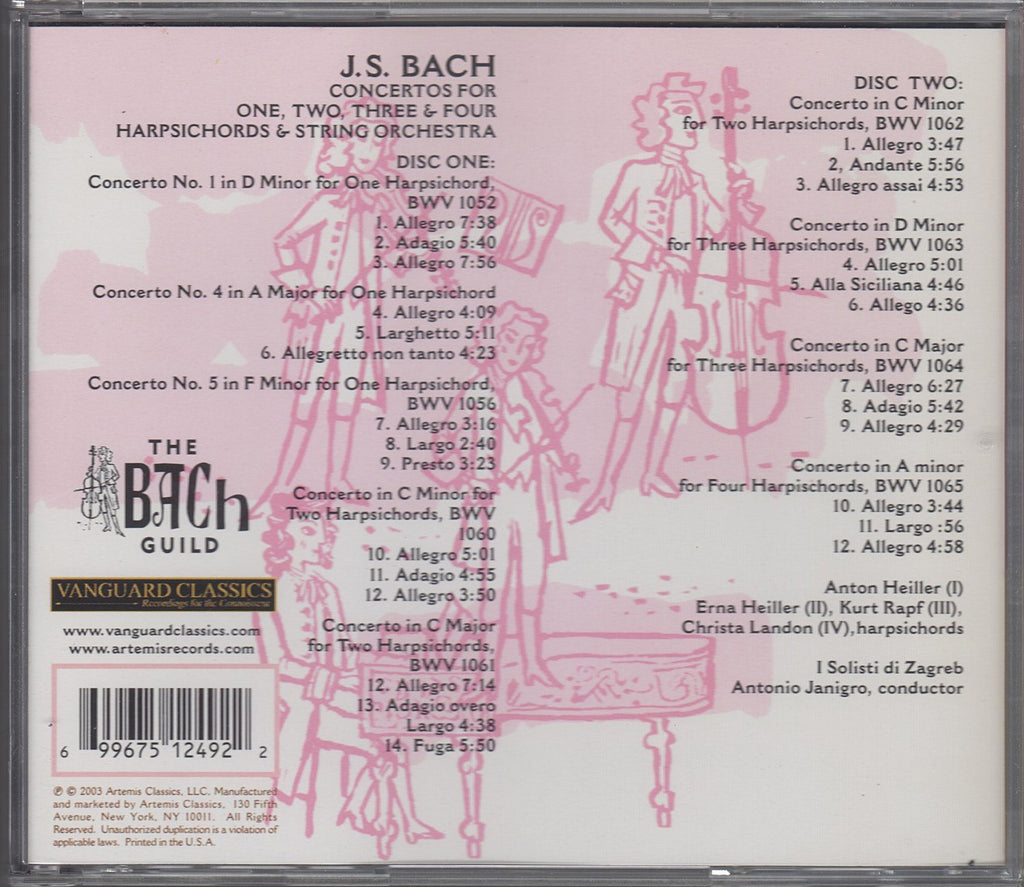 J.S. BACH
CONCERTOS FOR
ONE, TWO, THREE & FOUR
HARPSICHORDS & STRING ORCHESTRA
DISC ONE:
Concerto No. 1 in D Minor for One Harpsichord,
BWV 1052
1. Allegro 7:38
2. Adagio 5:40
3. Allegro 7:56
Concerto No. 4 in A Major for One Harpsichord
4. Allegro 4:09
5. Larghetto 5:11
6. Allegretto non tanto 4:23
Concerto No. 5 in F Minor for One Harpsichord,
BWV 1056
7. Allegro 3:16
8. Largo 2:40
9. Presto 3:23
Concerto in C Minor for
Two Harpsichords, BWV
1060
10. Allegro 5:01
11. Adagio 4:55
12. Allegro 3:50
Concerto in C Major
for Two Harpsichords,
BWV 1061
12. Allegro 7:14
13. Adagio overo
Largo 4:38
14. Fuga 5:50
THE
BACh
GUILD
VANGUARD CLASSICS
Recordings for the Connoisseur
www.vanguardclassics.com
www.artemisrecords.com
6 99675 12492 2
℗ © 2003 Artemis Classics, LLC. Manufactured
and marketed by Artemis Classics, 130 Fifth
Avenue, New York, NY 10011. All Rights
Reserved. Unauthorized duplication is a violation of
applicable laws. Printed in the U.S.A.
DISC TWO:
Concerto in C Minor
for Two Harpsichords, BWV 1062
1. Allegro 3:47
2, Andante 5:56
3. Allegro assai 4:53
Concerto in D Minor
for Three Harpsichords, BWV 1063
4. Allegro 5:01
5. Alla Siciliana 4:46
6. Allego 4:36
Concerto in C Major
for Three Harpsichords, BWV 1064
7. Allegro 6:27
8. Adagio 5:42
9. Allegro 4:29
Concerto in A minor
for Four Harpischords, BWV 1065
10. Allegro 3:44
11. Largo :56
12. Allegro 4:58
Anton Heiller (I)
Erna Heiller (II), Kurt Rapf (III),
Christa Landon (IV), harpsichords
I Solisti di Zagreb
Antonio Janigro, conductor